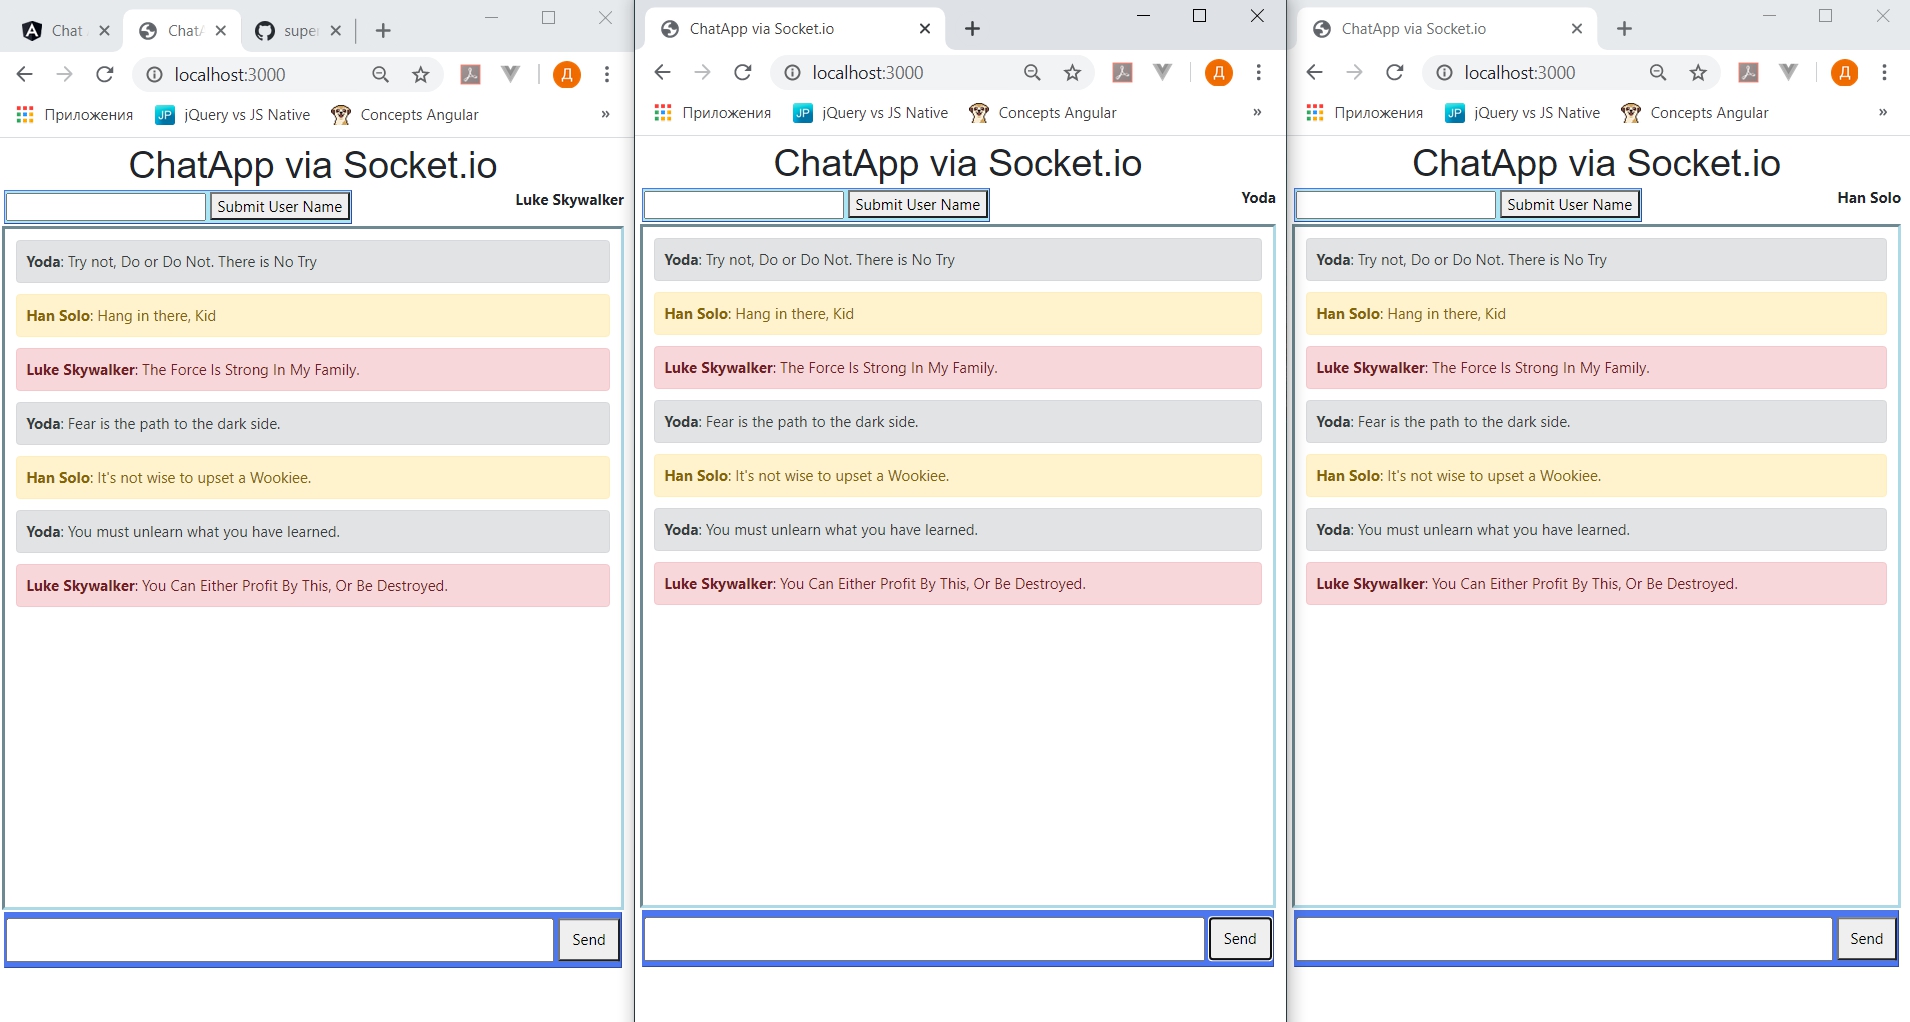 Chat
ChatA
super
localhost:3000
Д
Приложения
JP
jQuery vs JS Native
Concepts Angular
»
ChatApp via Socket.io
Submit User Name
Luke Skywalker
Yoda: Try not, Do or Do Not. There is No Try
Han Solo: Hang in there, Kid
Luke Skywalker: The Force Is Strong In My Family.
Yoda: Fear is the path to the dark side.
Han Solo: It's not wise to upset a Wookiee.
Yoda: You must unlearn what you have learned.
Luke Skywalker: You Can Either Profit By This, Or Be Destroyed.
Send
ChatApp via Socket.io
localhost:3000
Д
Приложения
JP
jQuery vs JS Native
Concepts Angular
»
ChatApp via Socket.io
Submit User Name
Yoda
Yoda: Try not, Do or Do Not. There is No Try
Han Solo: Hang in there, Kid
Luke Skywalker: The Force Is Strong In My Family.
Yoda: Fear is the path to the dark side.
Han Solo: It's not wise to upset a Wookiee.
Yoda: You must unlearn what you have learned.
Luke Skywalker: You Can Either Profit By This, Or Be Destroyed.
Send
ChatApp via Socket.io
localhost:3000
Д
Приложения
JP
jQuery vs JS Native
Concepts Angular
»
ChatApp via Socket.io
Submit User Name
Han Solo
Yoda: Try not, Do or Do Not. There is No Try
Han Solo: Hang in there, Kid
Luke Skywalker: The Force Is Strong In My Family.
Yoda: Fear is the path to the dark side.
Han Solo: It's not wise to upset a Wookiee.
Yoda: You must unlearn what you have learned.
Luke Skywalker: You Can Either Profit By This, Or Be Destroyed.
Send